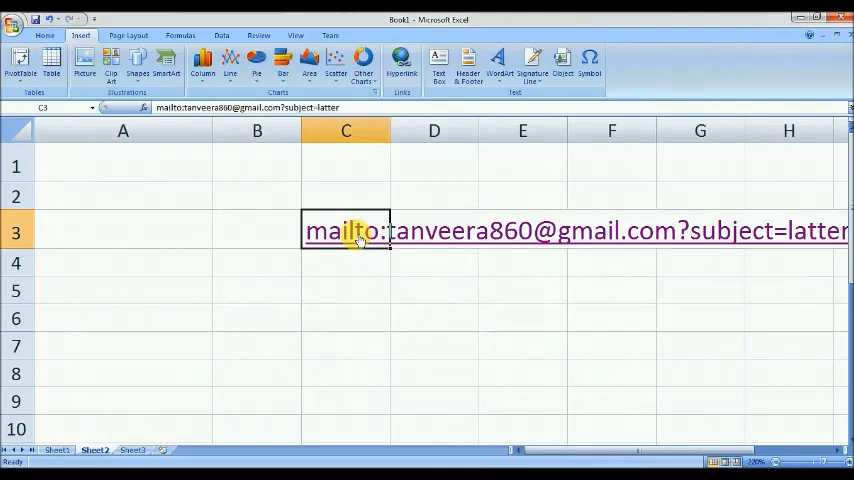 Book1 - Microsoft Excel
Home Insert Page Layout Formulas Data Review View Team
PivotTable Table Picture Clip Art Shapes SmartArt Column Line Pie Bar Area Scatter Other Charts Hyperlink Text Box Header & Footer WordArt Signature Line Object Symbol
Tables Illustrations Charts Links Text
C3 fx mailto:tanveera860@gmail.com?subject=latter
A B C D E F G H
1
2
3 mailto:tanveera860@gmail.com?subject=latter
4
5
6
7
8
9
10
Sheet1 Sheet2 Sheet3
Ready 220%